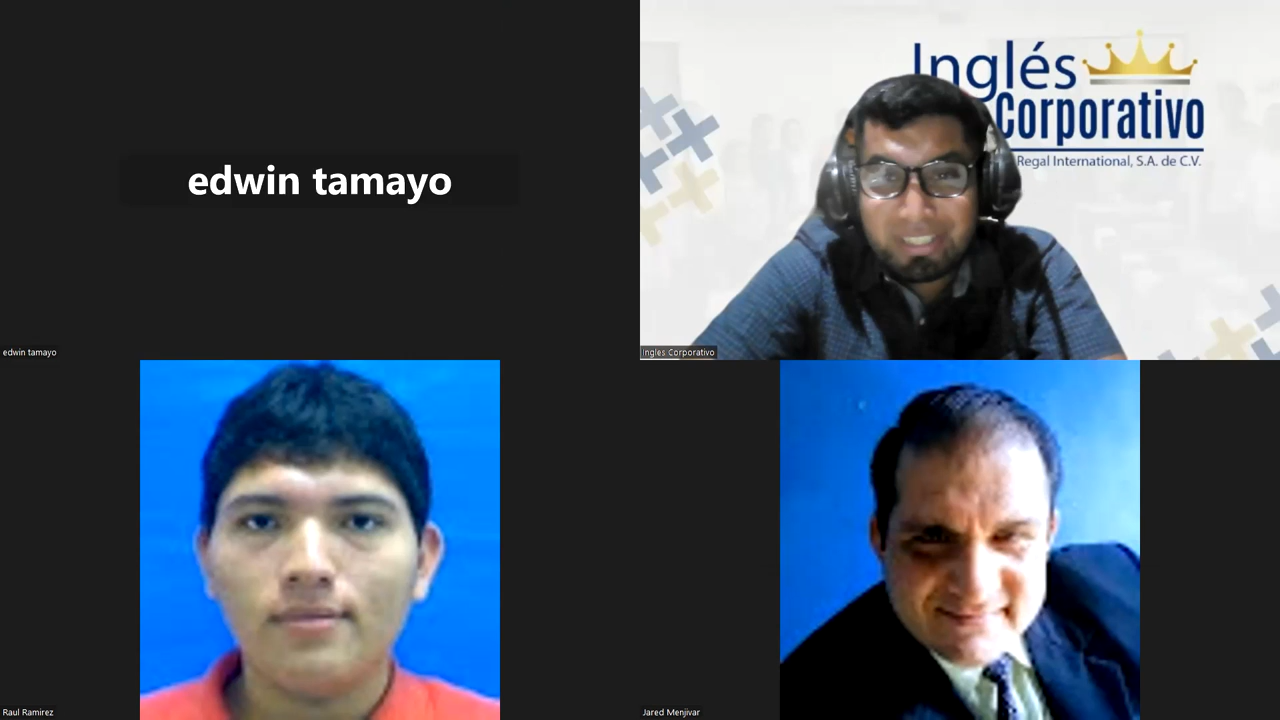 edwin tamayo
edwin tamayo
Inglés
Corporativo
Regal International, S.A. de C.V.
Ingles Corporativo
Raul Ramirez
Jared Menjivar